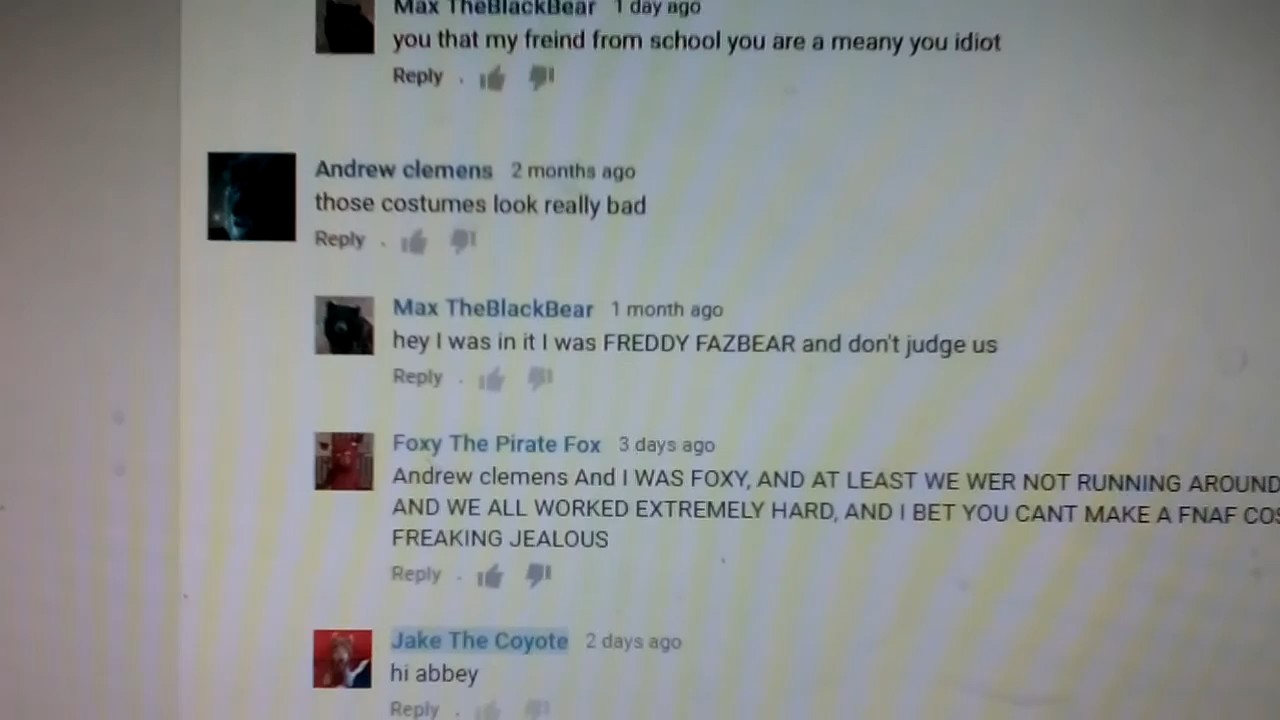 Max TheBlackBear 1 day ago
you that my freind from school you are a meany you idiot
Reply .
Andrew clemens 2 months ago
those costumes look really bad
Reply .
Max TheBlackBear 1 month ago
hey I was in it I was FREDDY FAZBEAR and don't judge us
Reply .
Foxy The Pirate Fox 3 days ago
Andrew clemens And I WAS FOXY, AND AT LEAST WE WER NOT RUNNING AROUND
AND WE ALL WORKED EXTREMELY HARD, AND I BET YOU CANT MAKE A FNAF COS
FREAKING JEALOUS
Reply .
Jake The Coyote 2 days ago
hi abbey
Reply .